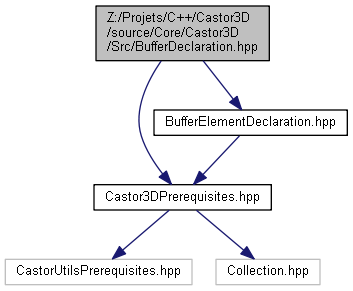 Z:/Projets/C++/Castor3D
/source/Core/Castor3D
/Src/BufferDeclaration.hpp
BufferElementDeclaration.hpp
Castor3DPrerequisites.hpp
CastorUtilsPrerequisites.hpp
Collection.hpp